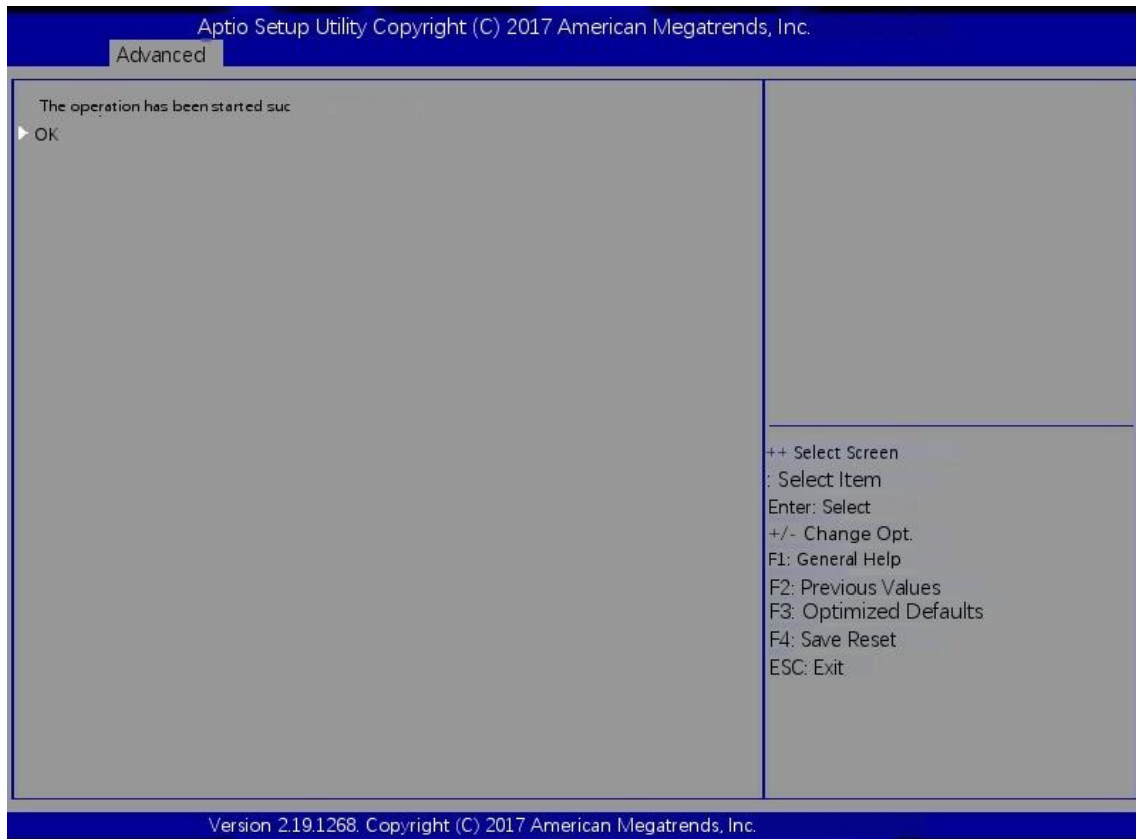 Aptio Setup Utility Copyright (C) 2017 American Megatrends, Inc.
Advanced
The operation has been started suc
OK
++ Select Screen
: Select Item
Enter: Select
+/- Change Opt.
F1: General Help
F2: Previous Values
F3: Optimized Defaults
F4: Save Reset
ESC: Exit
Version 2.19.1268. Copyright (C) 2017 American Megatrends, Inc.